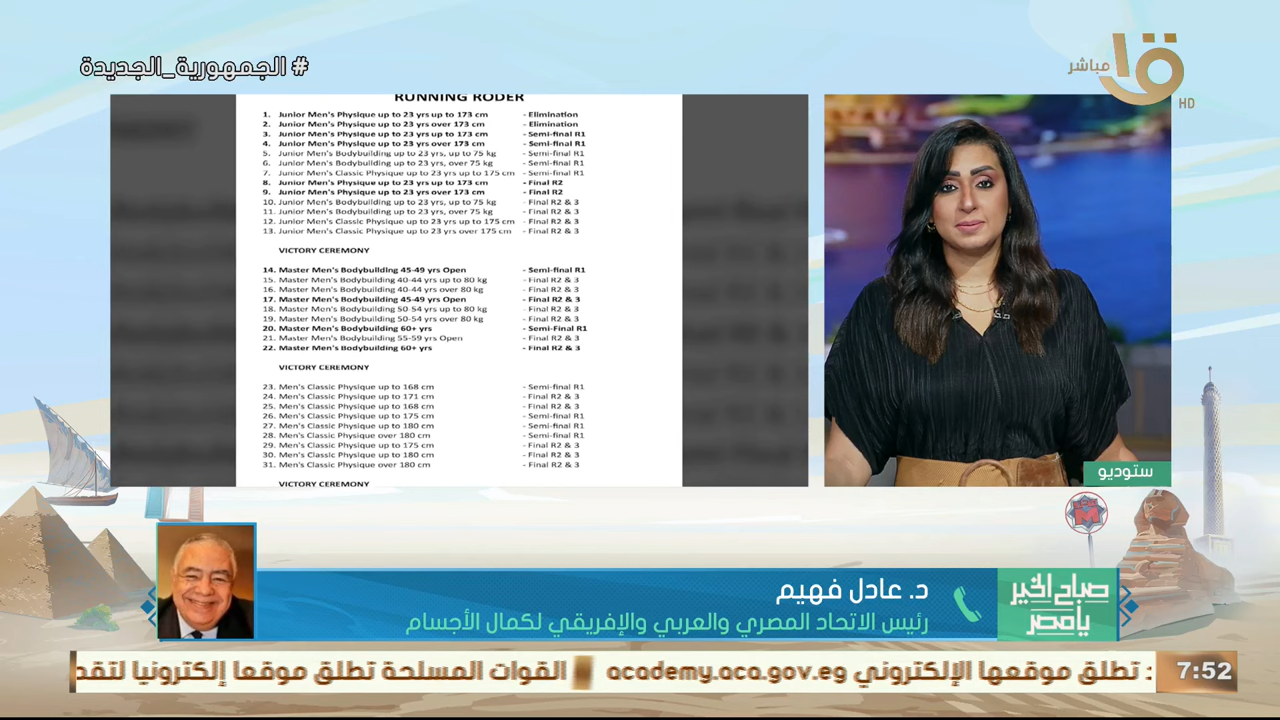 # الجمهورية_الجديدة
مباشر
HD
RUNNING RODER
1. Junior Men's Physique up to 23 yrs up to 173 cm - Elimination
2. Junior Men's Physique up to 23 yrs over 173 cm - Elimination
3. Junior Men's Physique up to 23 yrs up to 173 cm - Semi-final R1
4. Junior Men's Physique up to 23 yrs over 173 cm - Semi-final R1
5. Junior Men's Bodybuilding up to 23 yrs, up to 75 kg - Semi-final R1
6. Junior Men's Bodybuilding up to 23 yrs, over 75 kg - Semi-final R1
7. Junior Men's Classic Physique up to 23 yrs up to 175 cm - Semi-final R1
8. Junior Men's Physique up to 23 yrs up to 173 cm - Final R2
9. Junior Men's Physique up to 23 yrs over 173 cm - Final R2
10. Junior Men's Bodybuilding up to 23 yrs, up to 75 kg - Final R2 & 3
11. Junior Men's Bodybuilding up to 23 yrs, over 75 kg - Final R2 & 3
12. Junior Men's Classic Physique up to 23 yrs up to 175 cm - Final R2 & 3
13. Junior Men's Classic Physique up to 23 yrs over 175 cm - Final R2 & 3
VICTORY CEREMONY
14. Master Men's Bodybuilding 45-49 yrs Open - Semi-final R1
15. Master Men's Bodybuilding 40-44 yrs up to 80 kg - Final R2 & 3
16. Master Men's Bodybuilding 40-44 yrs over 80 kg - Final R2 & 3
17. Master Men's Bodybuilding 45-49 yrs Open - Final R2 & 3
18. Master Men's Bodybuilding 50-54 yrs up to 80 kg - Final R2 & 3
19. Master Men's Bodybuilding 50-54 yrs over 80 kg - Final R2 & 3
20. Master Men's Bodybuilding 60+ yrs - Semi-Final R1
21. Master Men's Bodybuilding 55-59 yrs Open - Final R2 & 3
22. Master Men's Bodybuilding 60+ yrs - Final R2 & 3
VICTORY CEREMONY
23. Men's Classic Physique up to 168 cm - Semi-final R1
24. Men's Classic Physique up to 171 cm - Final R2 & 3
25. Men's Classic Physique up to 168 cm - Final R2 & 3
26. Men's Classic Physique up to 175 cm - Semi-final R1
27. Men's Classic Physique up to 180 cm - Semi-final R1
28. Men's Classic Physique over 180 cm - Semi-final R1
29. Men's Classic Physique up to 175 cm - Final R2 & 3
30. Men's Classic Physique up to 180 cm - Final R2 & 3
31. Men's Classic Physique over 180 cm - Final R2 & 3
VICTORY CEREMONY
ستوديو
صباح الخير
يا مصر
د. عادل فهيم
رئيس الاتحاد المصري والعربي والإفريقي لكمال الأجسام
تطلق موقعها الإلكتروني academy.aca.gov.eg القوات المسلحة تطلق موقعا إلكترونيا لتقد
7:52